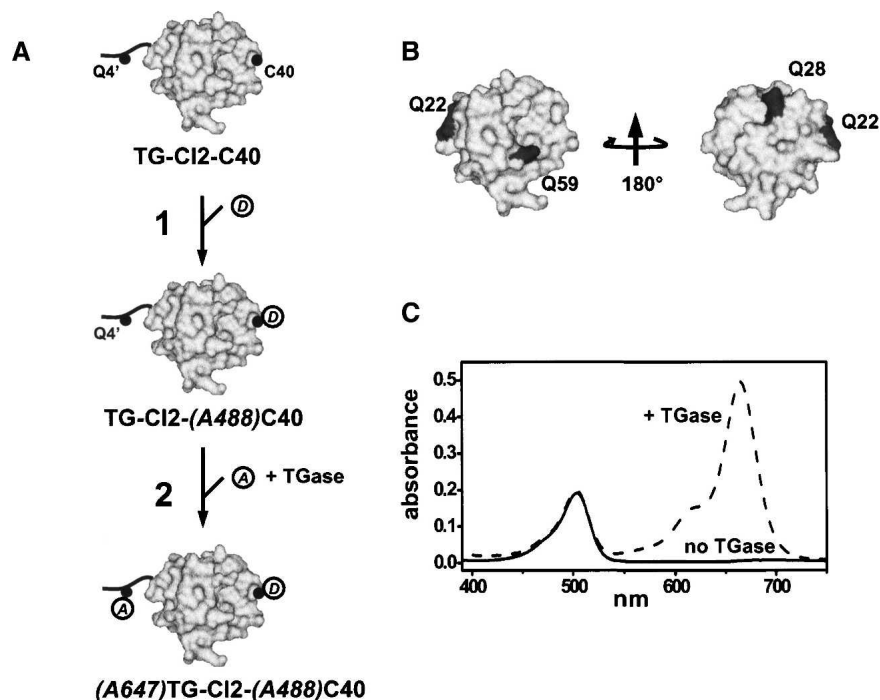 A
Q4'
C40
TG-CI2-C40
1
D
Q4'
D
TG-CI2-(A488)C40
2
A + TGase
A
D
(A647)TG-CI2-(A488)C40
B
Q22
Q59
180°
Q28
Q22
C
absorbance
0.5
0.4
0.3
0.2
0.1
0.0
+ TGase
no TGase
400 500 600 700
nm